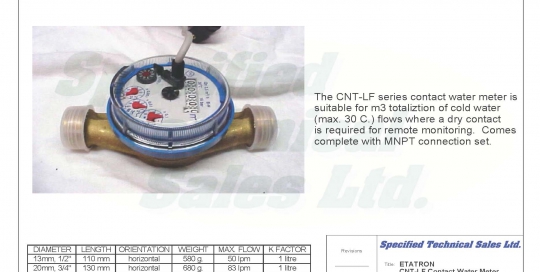 Specified
Technical
Sales Ltd.
The CNT-LF series contact water meter is
suitable for m3 totaliztion of cold water
(max. 30 C.) flows where a dry contact
is required for remote monitoring. Comes
complete with MNPT connection set.
DIAMETER LENGTH ORIENTATION WEIGHT MAX. FLOW K FACTOR
13mm, 1/2" 110 mm horizontal 580 g. 50 lpm 1 litre
20mm, 3/4" 130 mm horizontal 680 g. 83 lpm 1 litre
Revisions
Specified Technical Sales Ltd.
Title: ETATRON
CNT-LF Contact Water Meter